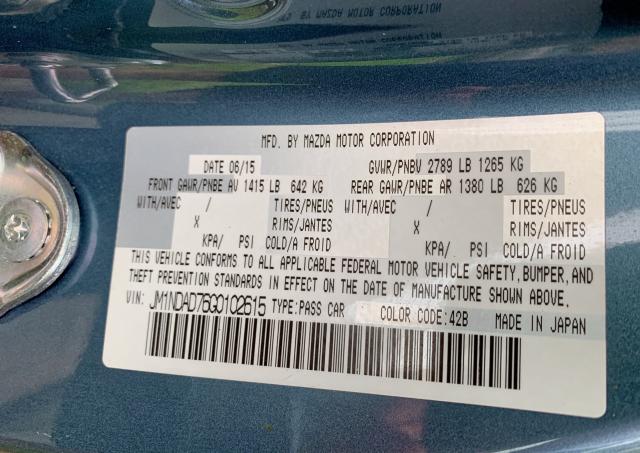 MFD. BY MAZDA MOTOR CORPORATION
DATE 06/15 GVWR/PNBV 2789 LB 1265 KG
FRONT GAWR/PNBE AV 1415 LB 642 KG REAR GAWR/PNBE AR 1380 LB 626 KG
WITH/AVEC / TIRES/PNEUS WITH/AVEC / TIRES/PNEUS
X RIMS/JANTES X RIMS/JANTES
KPA/ PSI COLD/A FROID KPA/ PSI COLD/A FROID
THIS VEHICLE CONFORMS TO ALL APPLICABLE FEDERAL MOTOR VEHICLE SAFETY, BUMPER, AND
THEFT PREVENTION STANDARDS IN EFFECT ON THE DATE OF MANUFACTURE SHOWN ABOVE.
VIN: JM1NDAD76G0102615 TYPE:PASS CAR COLOR CODE:42B MADE IN JAPAN